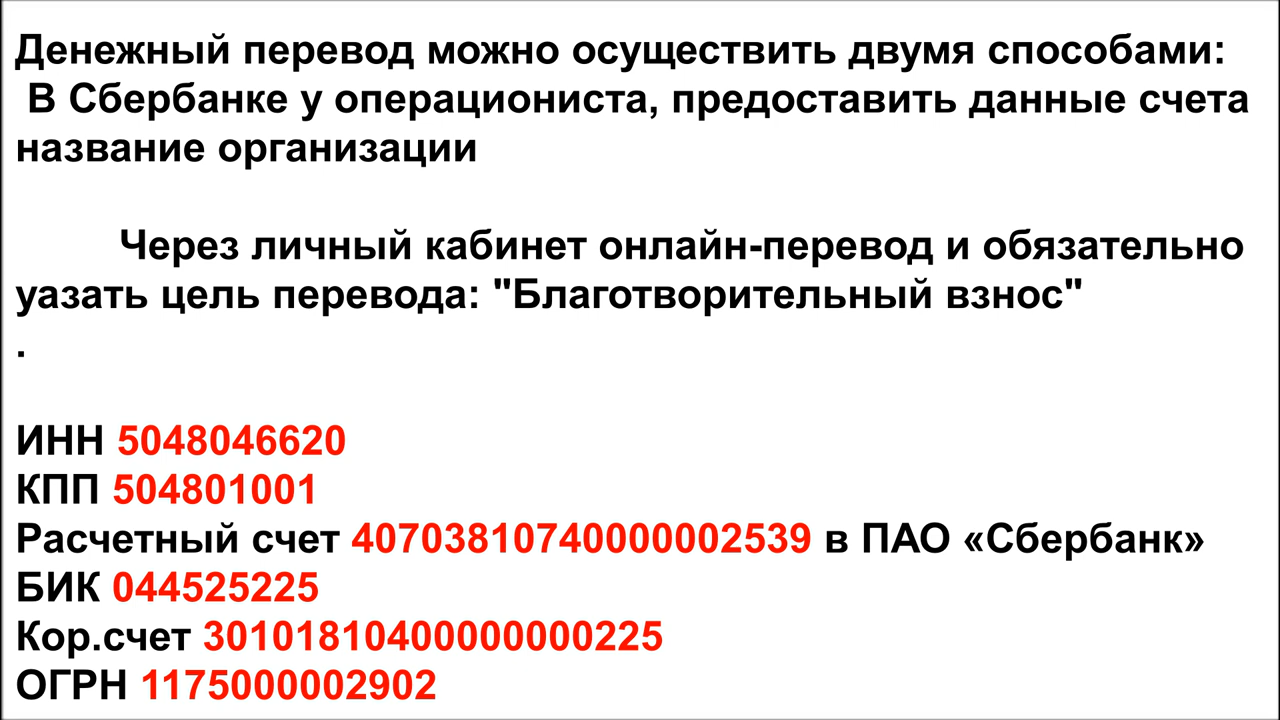 Денежный перевод можно осуществить двумя способами:
В Сбербанке у операциониста, предоставить данные счета
название организации
Через личный кабинет онлайн-перевод и обязательно
уазать цель перевода: "Благотворительный взнос"
.
ИНН 5048046620
КПП 504801001
Расчетный счет 40703810740000002539 в ПАО «Сбербанк»
БИК 044525225
Кор.счет 30101810400000000225
ОГРН 1175000002902